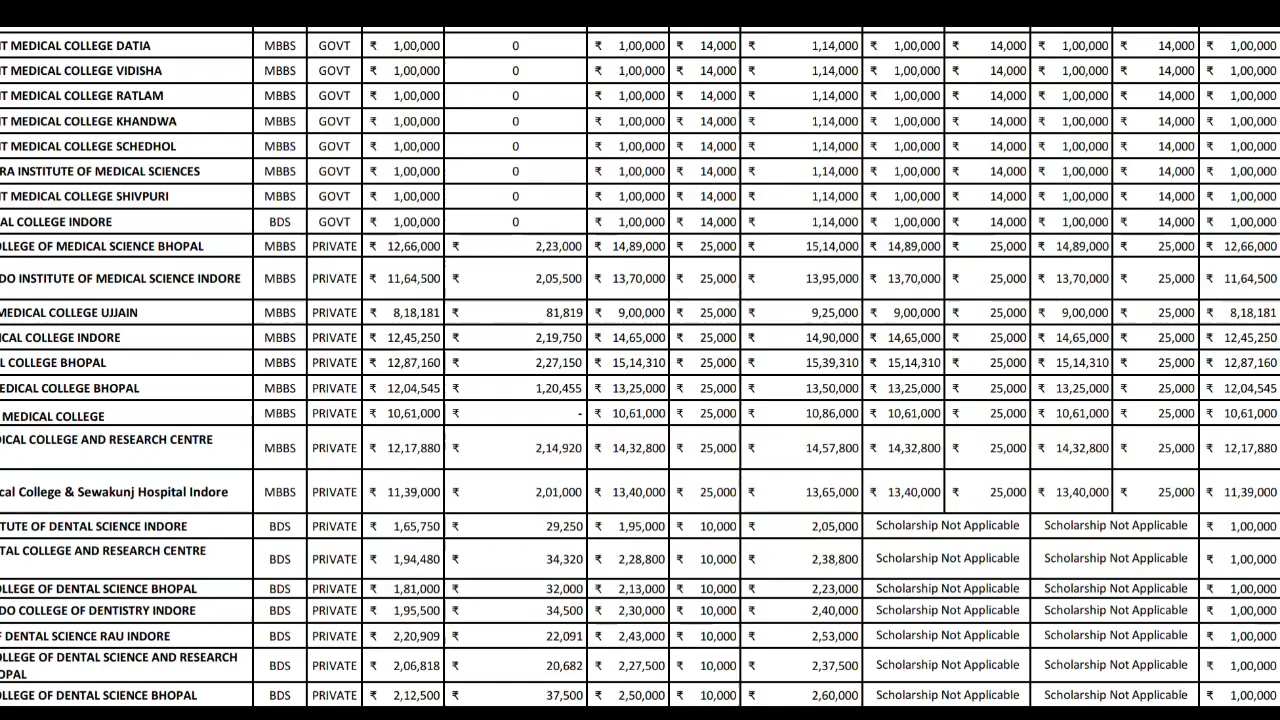 IT MEDICAL COLLEGE DATIA MBBS GOVT ₹ 1,00,000 0 ₹ 1,00,000 ₹ 14,000 ₹ 1,14,000 ₹ 1,00,000 ₹ 14,000 ₹ 1,00,000 ₹ 14,000 ₹ 1,00,000
IT MEDICAL COLLEGE VIDISHA MBBS GOVT ₹ 1,00,000 0 ₹ 1,00,000 ₹ 14,000 ₹ 1,14,000 ₹ 1,00,000 ₹ 14,000 ₹ 1,00,000 ₹ 14,000 ₹ 1,00,000
IT MEDICAL COLLEGE RATLAM MBBS GOVT ₹ 1,00,000 0 ₹ 1,00,000 ₹ 14,000 ₹ 1,14,000 ₹ 1,00,000 ₹ 14,000 ₹ 1,00,000 ₹ 14,000 ₹ 1,00,000
IT MEDICAL COLLEGE KHANDWA MBBS GOVT ₹ 1,00,000 0 ₹ 1,00,000 ₹ 14,000 ₹ 1,14,000 ₹ 1,00,000 ₹ 14,000 ₹ 1,00,000 ₹ 14,000 ₹ 1,00,000
IT MEDICAL COLLEGE SCHEDHOL MBBS GOVT ₹ 1,00,000 0 ₹ 1,00,000 ₹ 14,000 ₹ 1,14,000 ₹ 1,00,000 ₹ 14,000 ₹ 1,00,000 ₹ 14,000 ₹ 1,00,000
RA INSTITUTE OF MEDICAL SCIENCES MBBS GOVT ₹ 1,00,000 0 ₹ 1,00,000 ₹ 14,000 ₹ 1,14,000 ₹ 1,00,000 ₹ 14,000 ₹ 1,00,000 ₹ 14,000 ₹ 1,00,000
IT MEDICAL COLLEGE SHIVPURI MBBS GOVT ₹ 1,00,000 0 ₹ 1,00,000 ₹ 14,000 ₹ 1,14,000 ₹ 1,00,000 ₹ 14,000 ₹ 1,00,000 ₹ 14,000 ₹ 1,00,000
AL COLLEGE INDORE BDS GOVT ₹ 1,00,000 0 ₹ 1,00,000 ₹ 14,000 ₹ 1,14,000 ₹ 1,00,000 ₹ 14,000 ₹ 1,00,000 ₹ 14,000 ₹ 1,00,000
OLLEGE OF MEDICAL SCIENCE BHOPAL MBBS PRIVATE ₹ 12,66,000 ₹ 2,23,000 ₹ 14,89,000 ₹ 25,000 ₹ 15,14,000 ₹ 14,89,000 ₹ 25,000 ₹ 14,89,000 ₹ 25,000 ₹ 12,66,000
DO INSTITUTE OF MEDICAL SCIENCE INDORE MBBS PRIVATE ₹ 11,64,500 ₹ 2,05,500 ₹ 13,70,000 ₹ 25,000 ₹ 13,95,000 ₹ 13,70,000 ₹ 25,000 ₹ 13,70,000 ₹ 25,000 ₹ 11,64,500
MEDICAL COLLEGE UJJAIN MBBS PRIVATE ₹ 8,18,181 ₹ 81,819 ₹ 9,00,000 ₹ 25,000 ₹ 9,25,000 ₹ 9,00,000 ₹ 25,000 ₹ 9,00,000 ₹ 25,000 ₹ 8,18,181
ICAL COLLEGE INDORE MBBS PRIVATE ₹ 12,45,250 ₹ 2,19,750 ₹ 14,65,000 ₹ 25,000 ₹ 14,90,000 ₹ 14,65,000 ₹ 25,000 ₹ 14,65,000 ₹ 25,000 ₹ 12,45,250
L COLLEGE BHOPAL MBBS PRIVATE ₹ 12,87,160 ₹ 2,27,150 ₹ 15,14,310 ₹ 25,000 ₹ 15,39,310 ₹ 15,14,310 ₹ 25,000 ₹ 15,14,310 ₹ 25,000 ₹ 12,87,160
EDICAL COLLEGE BHOPAL MBBS PRIVATE ₹ 12,04,545 ₹ 1,20,455 ₹ 13,25,000 ₹ 25,000 ₹ 13,50,000 ₹ 13,25,000 ₹ 25,000 ₹ 13,25,000 ₹ 25,000 ₹ 12,04,545
MEDICAL COLLEGE MBBS PRIVATE ₹ 10,61,000 ₹ - ₹ 10,61,000 ₹ 25,000 ₹ 10,86,000 ₹ 10,61,000 ₹ 25,000 ₹ 10,61,000 ₹ 25,000 ₹ 10,61,000
DICAL COLLEGE AND RESEARCH CENTRE MBBS PRIVATE ₹ 12,17,880 ₹ 2,14,920 ₹ 14,32,800 ₹ 25,000 ₹ 14,57,800 ₹ 14,32,800 ₹ 25,000 ₹ 14,32,800 ₹ 25,000 ₹ 12,17,880
cal College & Sewakunj Hospital Indore MBBS PRIVATE ₹ 11,39,000 ₹ 2,01,000 ₹ 13,40,000 ₹ 25,000 ₹ 13,65,000 ₹ 13,40,000 ₹ 25,000 ₹ 13,40,000 ₹ 25,000 ₹ 11,39,000
TUTE OF DENTAL SCIENCE INDORE BDS PRIVATE ₹ 1,65,750 ₹ 29,250 ₹ 1,95,000 ₹ 10,000 ₹ 2,05,000 Scholarship Not Applicable Scholarship Not Applicable ₹ 1,00,000
TAL COLLEGE AND RESEARCH CENTRE BDS PRIVATE ₹ 1,94,480 ₹ 34,320 ₹ 2,28,800 ₹ 10,000 ₹ 2,38,800 Scholarship Not Applicable Scholarship Not Applicable ₹ 1,00,000
OLLEGE OF DENTAL SCIENCE BHOPAL BDS PRIVATE ₹ 1,81,000 ₹ 32,000 ₹ 2,13,000 ₹ 10,000 ₹ 2,23,000 Scholarship Not Applicable Scholarship Not Applicable ₹ 1,00,000
DO COLLEGE OF DENTISTRY INDORE BDS PRIVATE ₹ 1,95,500 ₹ 34,500 ₹ 2,30,000 ₹ 10,000 ₹ 2,40,000 Scholarship Not Applicable Scholarship Not Applicable ₹ 1,00,000
F DENTAL SCIENCE RAU INDORE BDS PRIVATE ₹ 2,20,909 ₹ 22,091 ₹ 2,43,000 ₹ 10,000 ₹ 2,53,000 Scholarship Not Applicable Scholarship Not Applicable ₹ 1,00,000
OLLEGE OF DENTAL SCIENCE AND RESEARCH
OPAL BDS PRIVATE ₹ 2,06,818 ₹ 20,682 ₹ 2,27,500 ₹ 10,000 ₹ 2,37,500 Scholarship Not Applicable Scholarship Not Applicable ₹ 1,00,000
OLLEGE OF DENTAL SCIENCE BHOPAL BDS PRIVATE ₹ 2,12,500 ₹ 37,500 ₹ 2,50,000 ₹ 10,000 ₹ 2,60,000 Scholarship Not Applicable Scholarship Not Applicable ₹ 1,00,000